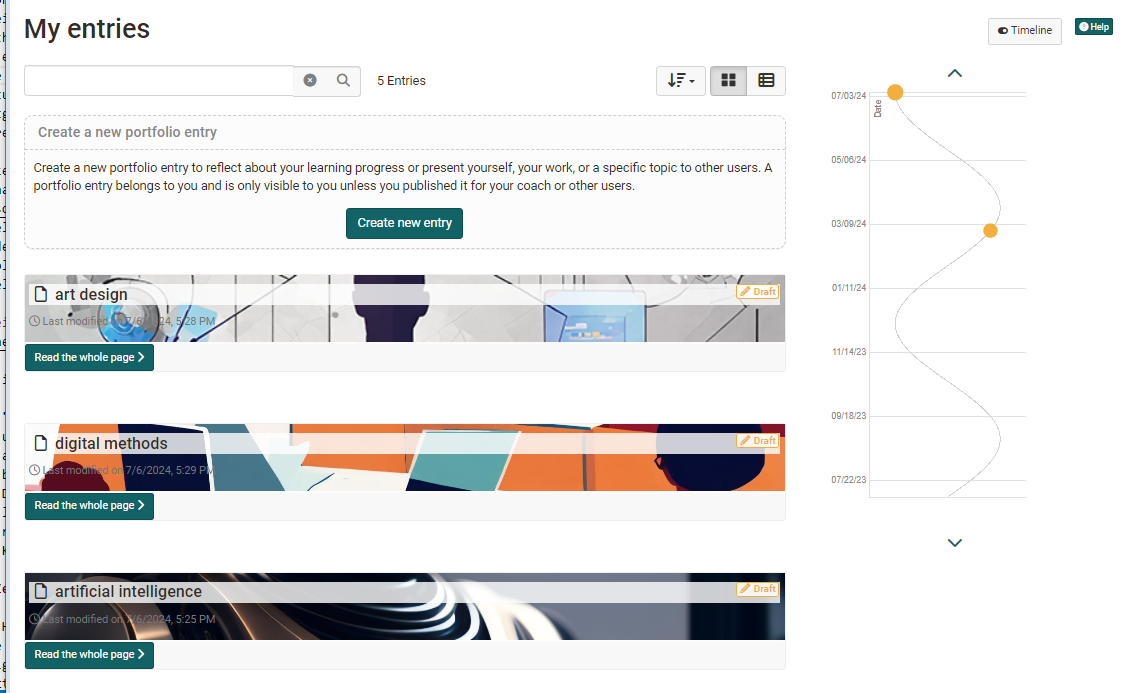 My entries
Timeline
Help
5 Entries
Create a new portfolio entry
Create a new portfolio entry to reflect about your learning progress or present yourself, your work, or a specific topic to other users. A
portfolio entry belongs to you and is only visible to you unless you published it for your coach or other users.
Create new entry
art design
Draft
Last modified on 7/6/2024, 5:28 PM
Read the whole page
digital methods
Draft
Last modified on 7/6/2024, 5:29 PM
Read the whole page
artificial intelligence
Draft
Last modified on 7/6/2024, 5:25 PM
Read the whole page
Date
07/03/24
05/06/24
03/09/24
01/11/24
11/14/23
09/18/23
07/22/23